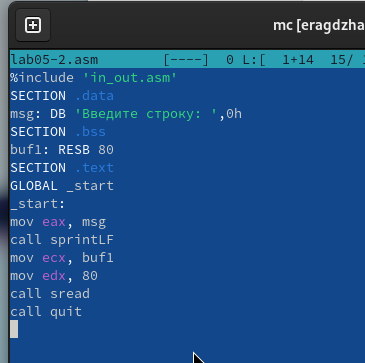 mc [eragdzha
lab05-2.asm [----] 0 L:[ 1+14 15/
%include 'in_out.asm'
SECTION .data
msg: DB 'Введите строку: ',0h
SECTION .bss
buf1: RESB 80
SECTION .text
GLOBAL _start
_start:
mov eax, msg
call sprintLF
mov ecx, buf1
mov edx, 80
call sread
call quit